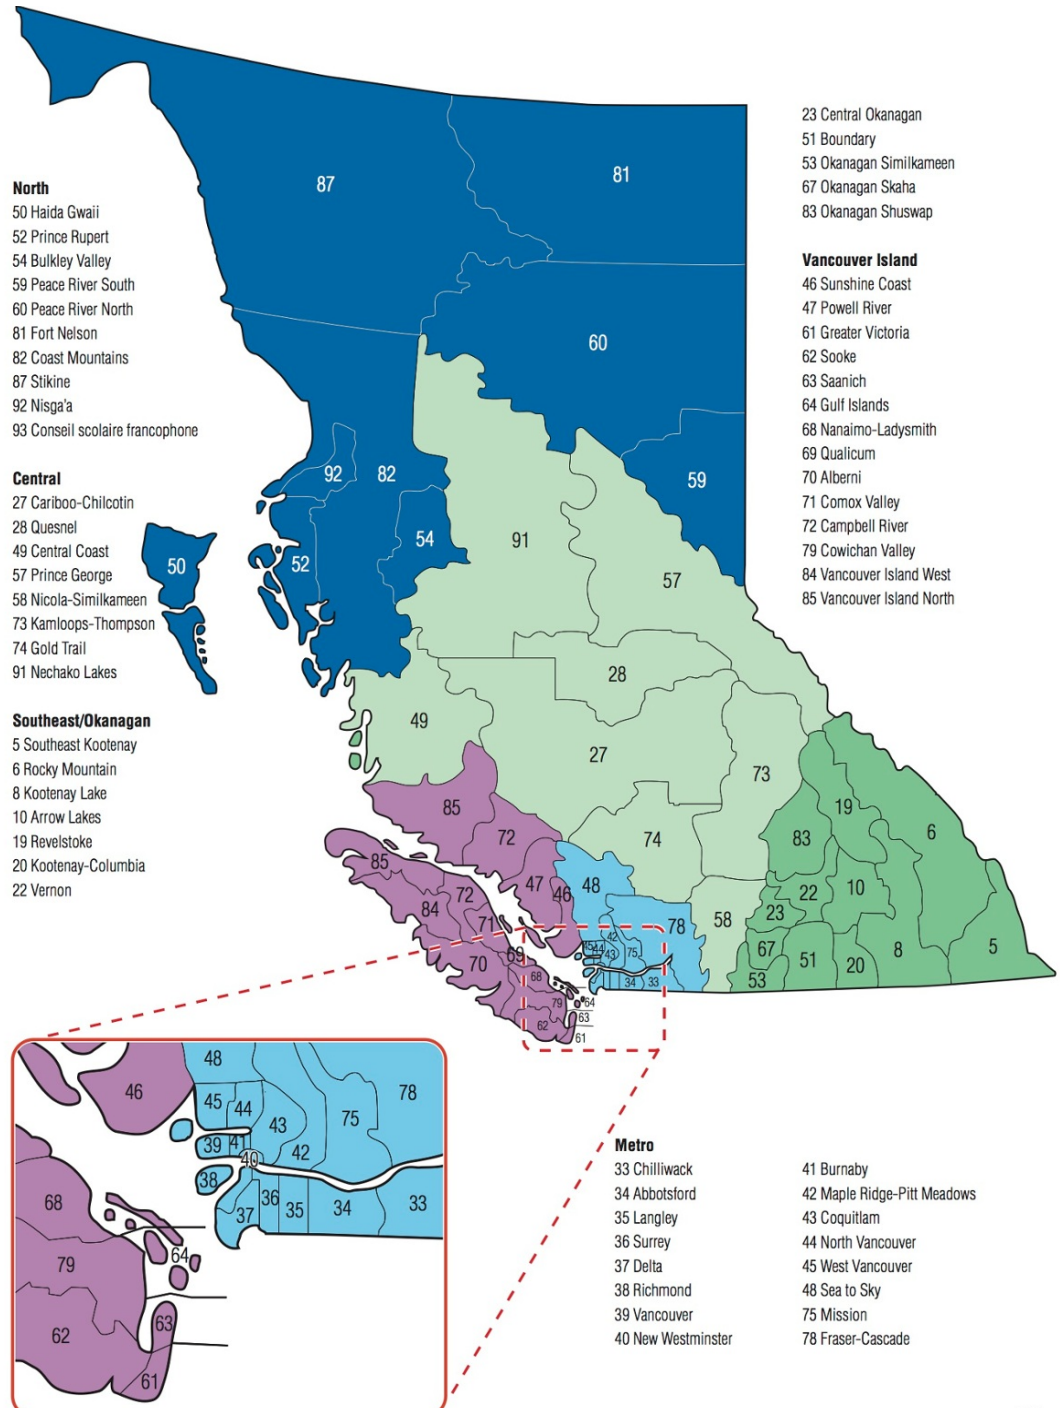 North
50 Haida Gwaii
52 Prince Rupert
54 Bulkley Valley
59 Peace River South
60 Peace River North
81 Fort Nelson
82 Coast Mountains
87 Stikine
92 Nisga'a
93 Conseil scolaire francophone
Central
27 Cariboo-Chilcotin
28 Quesnel
49 Central Coast
57 Prince George
58 Nicola-Similkameen
73 Kamloops-Thompson
74 Gold Trail
91 Nechako Lakes
Southeast/Okanagan
5 Southeast Kootenay
6 Rocky Mountain
8 Kootenay Lake
10 Arrow Lakes
19 Revelstoke
20 Kootenay-Columbia
22 Vernon
23 Central Okanagan
51 Boundary
53 Okanagan Similkameen
67 Okanagan Skaha
83 Okanagan Shuswap
Vancouver Island
46 Sunshine Coast
47 Powell River
61 Greater Victoria
62 Sooke
63 Saanich
64 Gulf Islands
68 Nanaimo-Ladysmith
69 Qualicum
70 Alberni
71 Comox Valley
72 Campbell River
79 Cowichan Valley
84 Vancouver Island West
85 Vancouver Island North
87
81
60
59
92
82
54
52
50
91
57
28
49
27
73
74
58
85
72
47
46
48
78
85
84
72
71
70
69
68
79
62
64
63
61
45
44
43
42
75
34
33
83
19
6
22
10
23
67
53
51
20
8
5
48
46
45
44
43
42
75
78
39
41
40
38
37
36
35
34
33
68
79
64
62
63
61
Metro
33 Chilliwack
34 Abbotsford
35 Langley
36 Surrey
37 Delta
38 Richmond
39 Vancouver
40 New Westminster
41 Burnaby
42 Maple Ridge-Pitt Meadows
43 Coquitlam
44 North Vancouver
45 West Vancouver
48 Sea to Sky
75 Mission
78 Fraser-Cascade